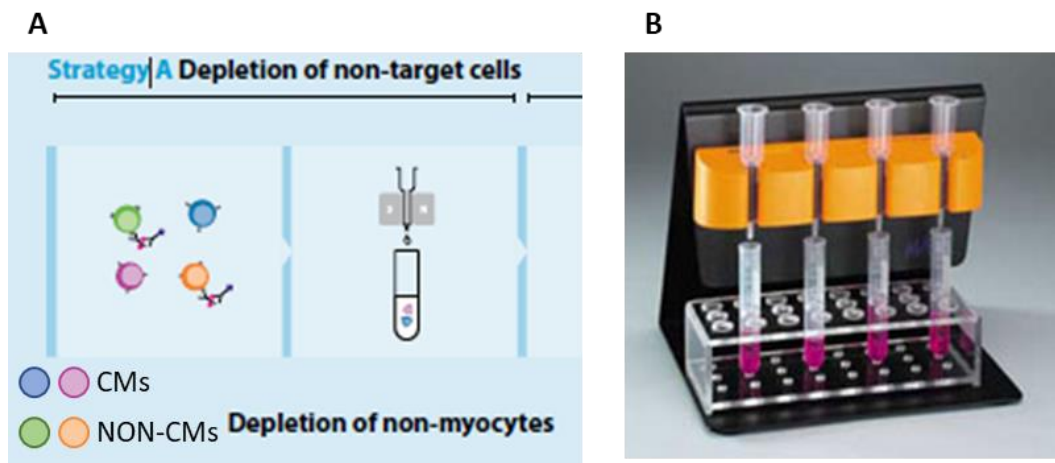 A
B
Strategy A Depletion of non-target cells
CMs
NON-CMs
Depletion of non-myocytes